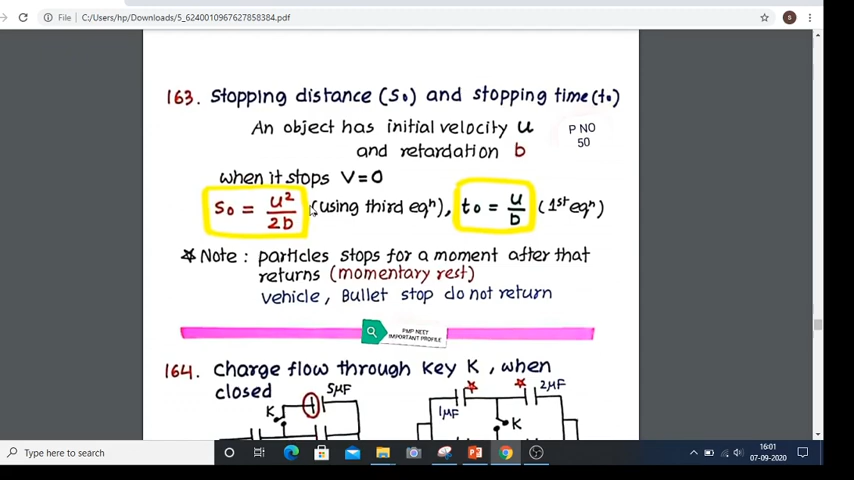 File
C:/Users/hp/Downloads/5_6240010967627858384.pdf
S
163. Stopping distance (S₀) and stopping time (t₀)
An object has initial velocity u
and retardation b
P NO
50
when it stops V=0
S₀ = u²/2b (using third eqⁿ), t₀ = u/b (1st eqⁿ)
* Note : particles stops for a moment after that
returns (momentary rest)
Vehicle, Bullet stop do not return
PMP NEET
IMPORTANT PROFILE
164. Charge flow through key K, when
closed
5μF
2μF
K
1μF
K
Type here to search
16:01
07-09-2020